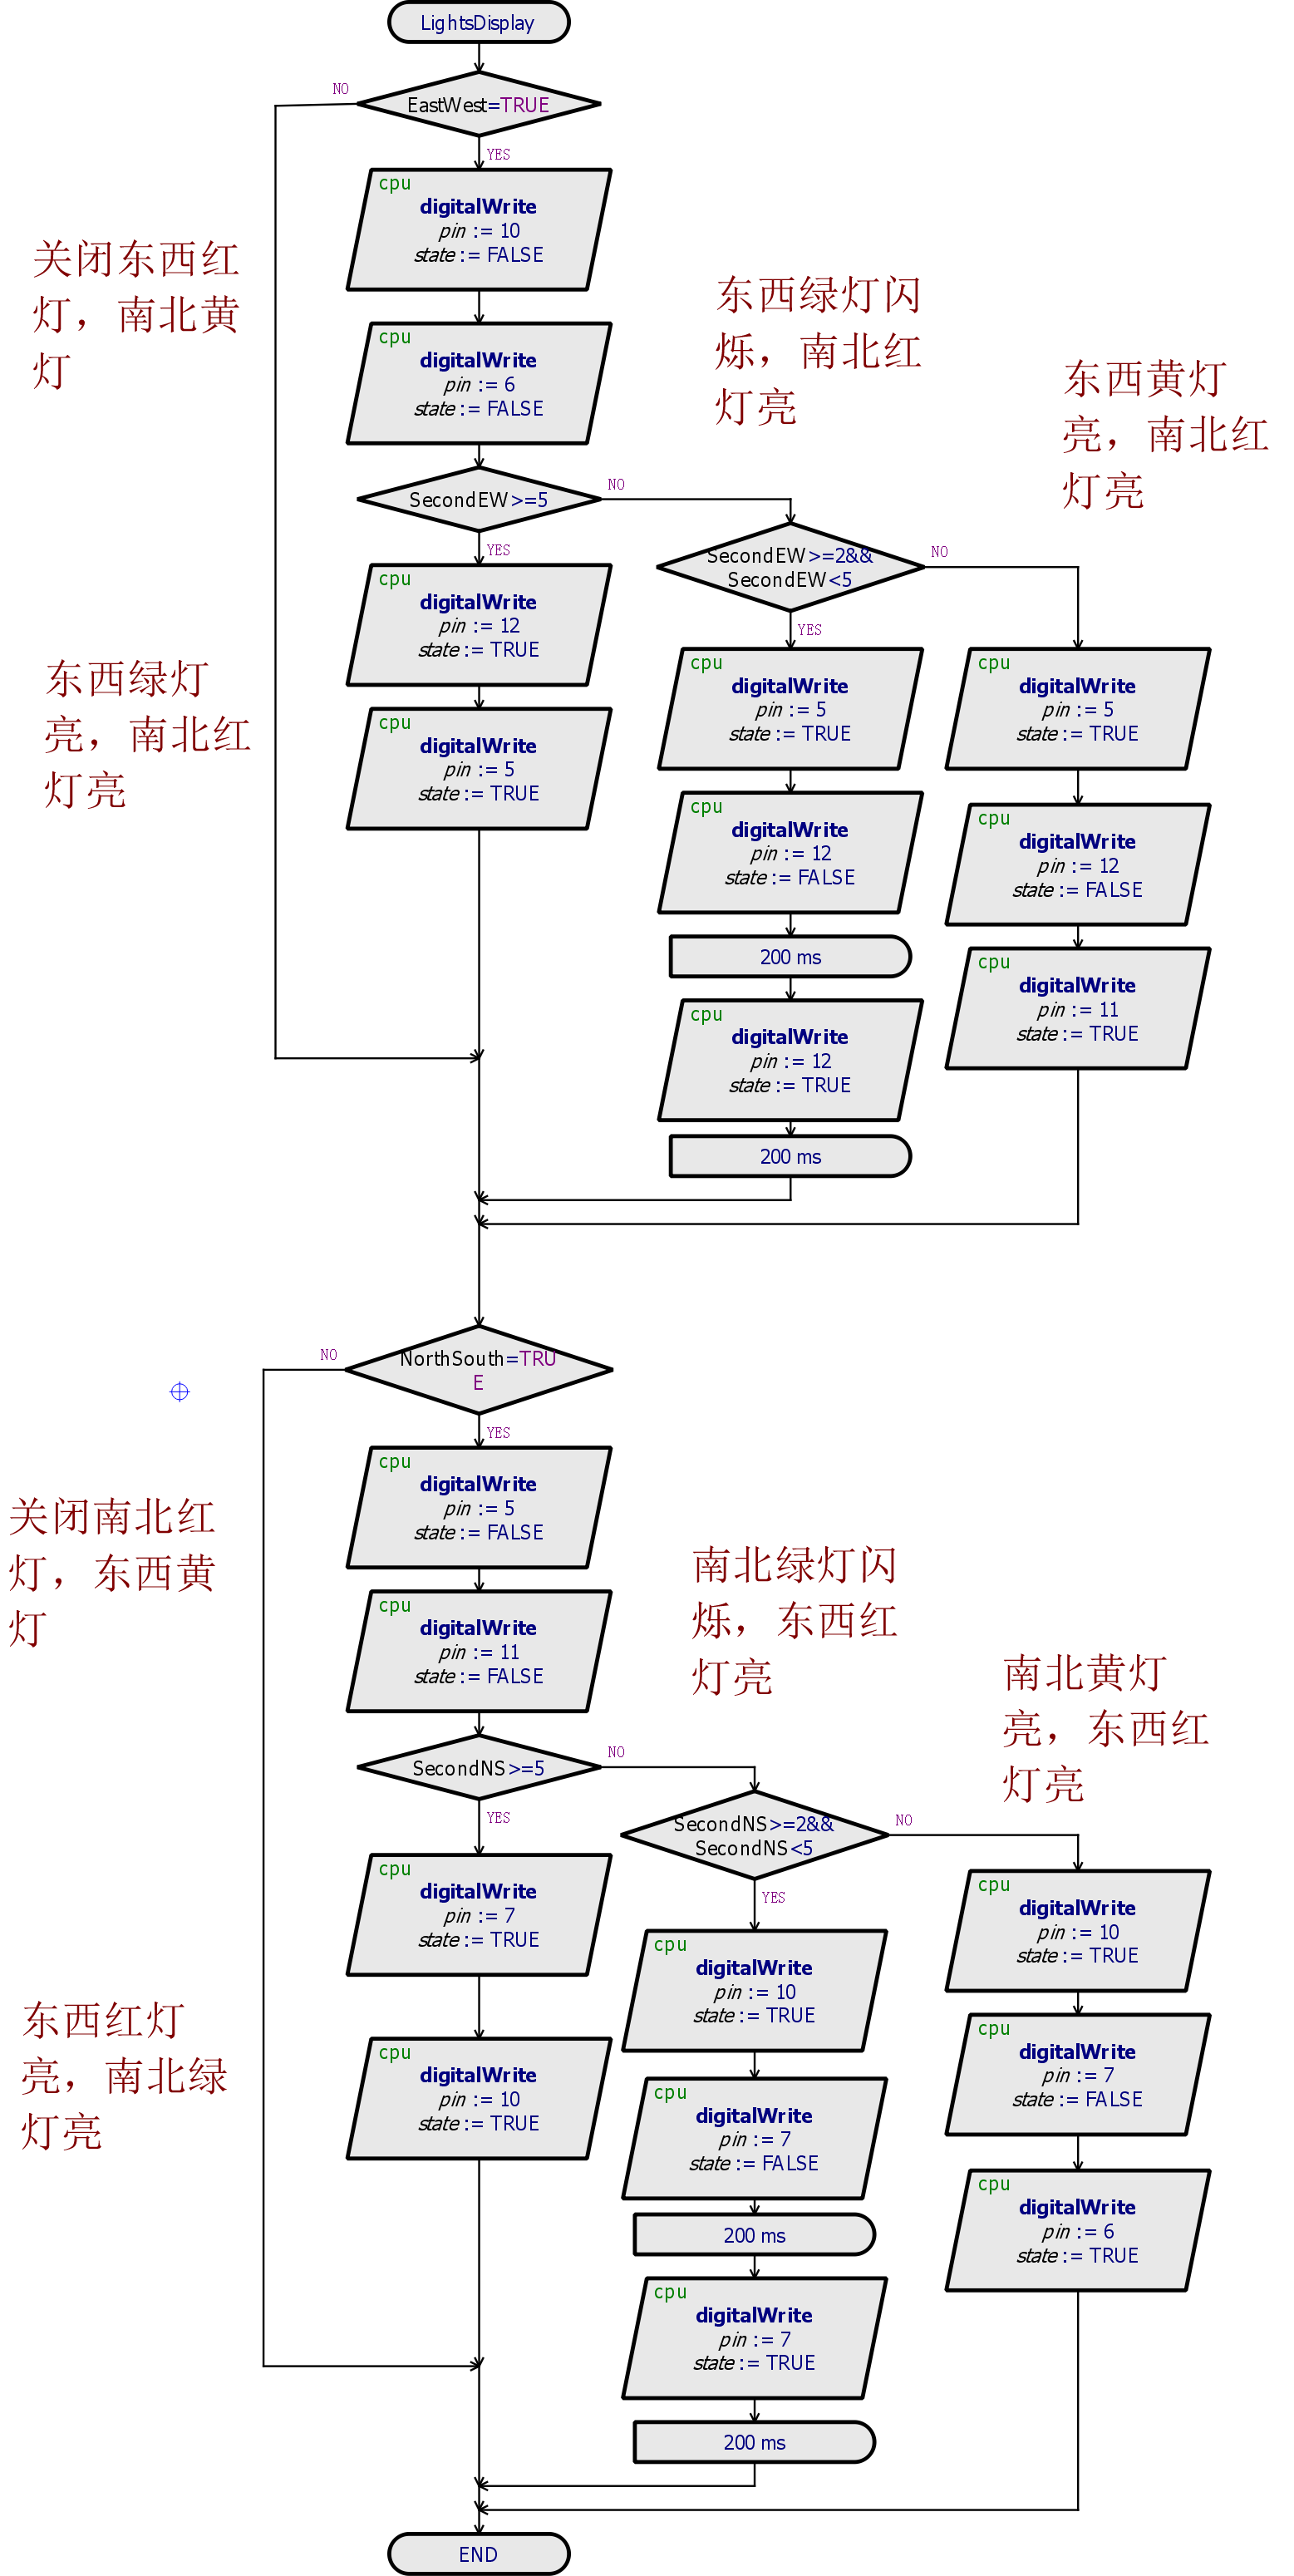 LightsDisplay
NO
EastWest=TRUE
YES
cpu
digitalWrite
pin := 10
state := FALSE
关闭东西红
灯，南北黄
灯
cpu
digitalWrite
pin := 6
state := FALSE
东西绿灯闪
烁，南北红
灯亮
东西黄灯
亮，南北红
灯亮
SecondEW>=5
NO
YES
SecondEW>=2&&
SecondEW<5
NO
YES
cpu
digitalWrite
pin := 12
state := TRUE
东西绿灯
亮，南北红
灯亮
cpu
digitalWrite
pin := 5
state := TRUE
cpu
digitalWrite
pin := 5
state := TRUE
cpu
digitalWrite
pin := 12
state := FALSE
200 ms
cpu
digitalWrite
pin := 12
state := TRUE
200 ms
cpu
digitalWrite
pin := 5
state := TRUE
cpu
digitalWrite
pin := 12
state := FALSE
cpu
digitalWrite
pin := 11
state := TRUE
NO
NorthSouth=TRU
E
YES
cpu
digitalWrite
pin := 5
state := FALSE
关闭南北红
灯，东西黄
灯
cpu
digitalWrite
pin := 11
state := FALSE
南北绿灯闪
烁，东西红
灯亮
南北黄灯
亮，东西红
灯亮
SecondNS>=5
NO
YES
SecondNS>=2&&
SecondNS<5
NO
YES
cpu
digitalWrite
pin := 7
state := TRUE
东西红灯
亮，南北绿
灯亮
cpu
digitalWrite
pin := 10
state := TRUE
cpu
digitalWrite
pin := 10
state := TRUE
cpu
digitalWrite
pin := 7
state := FALSE
200 ms
cpu
digitalWrite
pin := 7
state := TRUE
200 ms
cpu
digitalWrite
pin := 10
state := TRUE
cpu
digitalWrite
pin := 7
state := FALSE
cpu
digitalWrite
pin := 6
state := TRUE
END